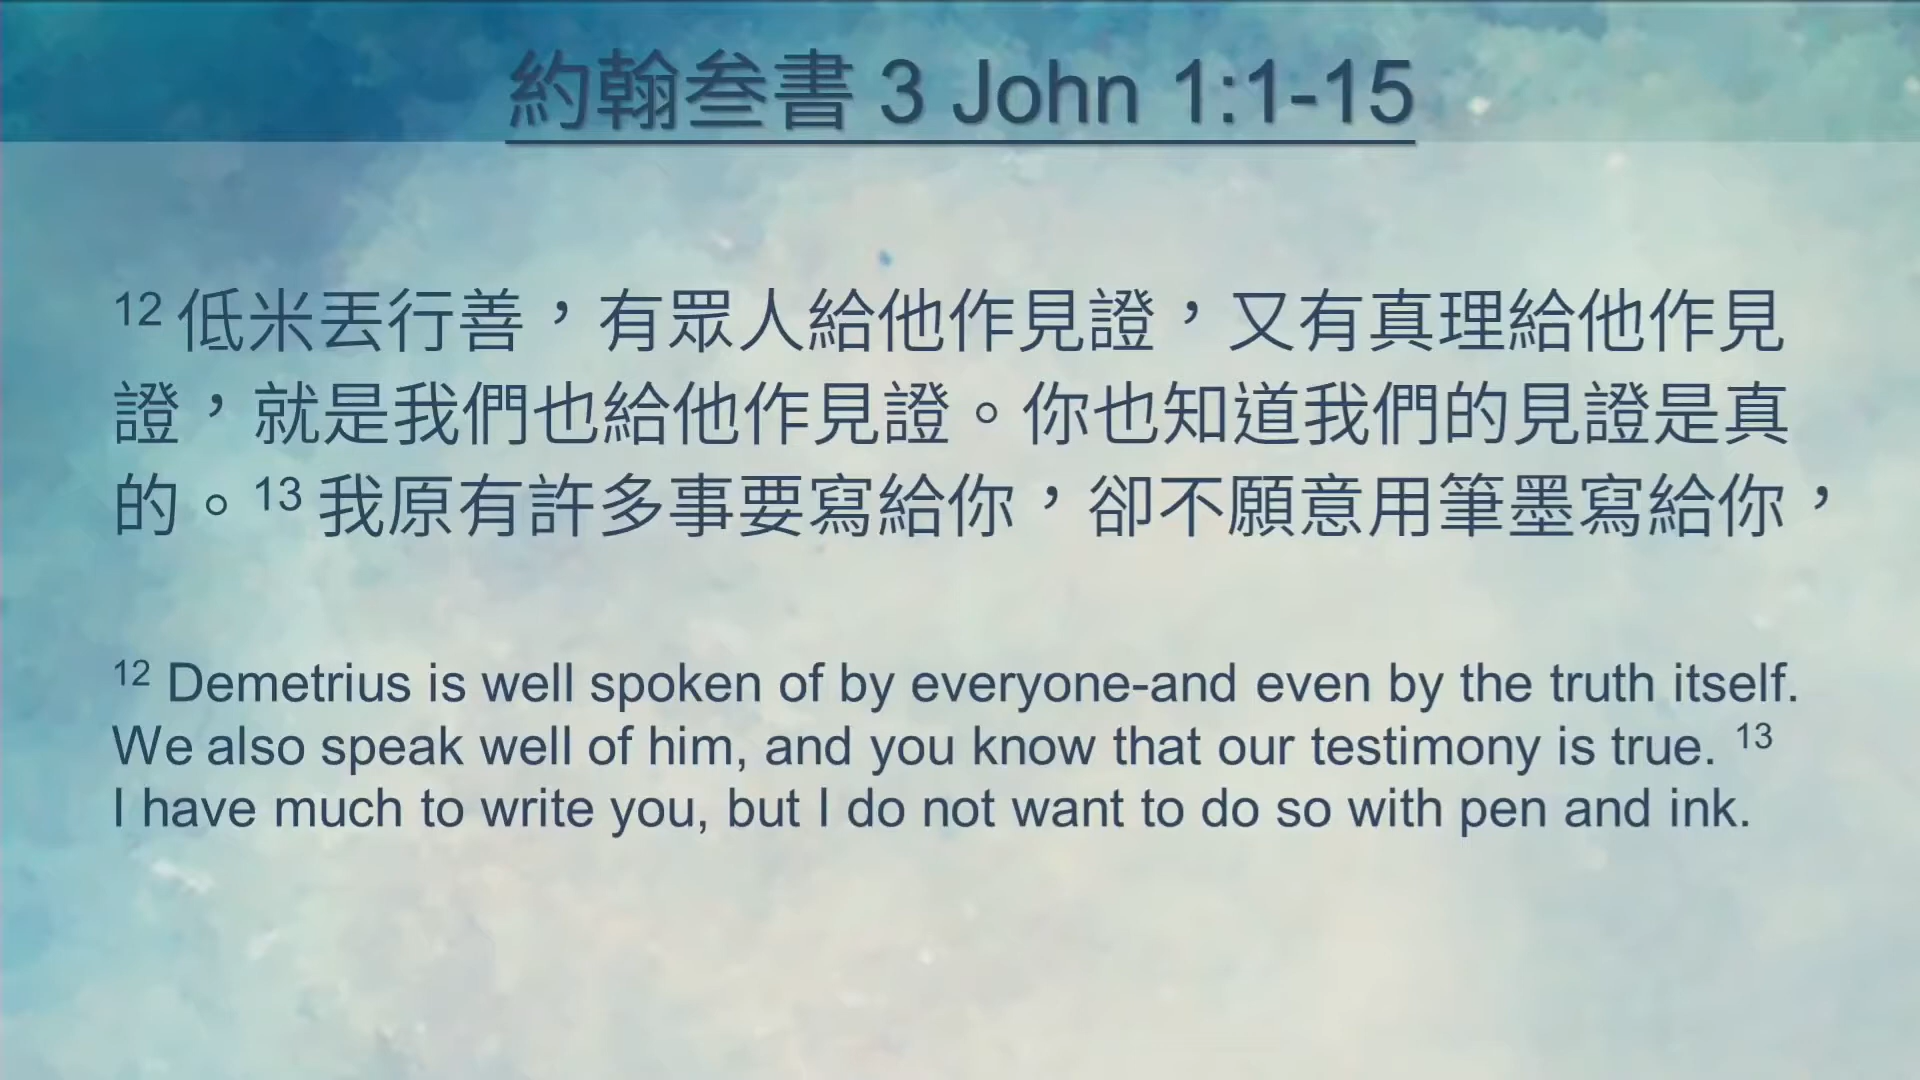 約翰叁書 3 John 1:1-15
12 低米丟行善，有眾人給他作見證，又有真理給他作見
證，就是我們也給他作見證。你也知道我們的見證是真
的。13 我原有許多事要寫給你，卻不願意用筆墨寫給你，
12 Demetrius is well spoken of by everyone-and even by the truth itself.
We also speak well of him, and you know that our testimony is true. 13
I have much to write you, but I do not want to do so with pen and ink.